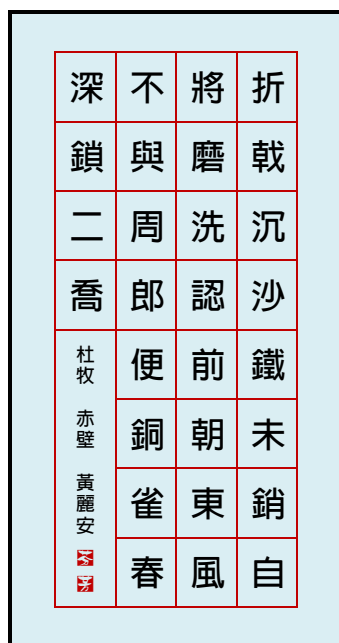 折戟沉沙鐵未銷自
將磨洗認前朝東風
不與周郎便銅雀春
深鎖二喬
杜牧 赤壁 黃麗安